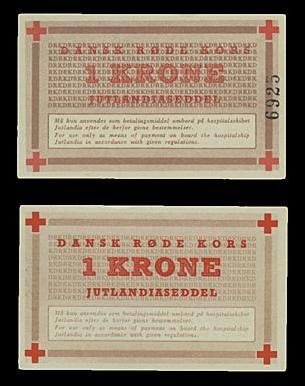 DANSK RØDE KORS
1 KRONE
JUTLANDIASEDDEL
6925
Må kun anvendes som betalingsmiddel ombord på hospitalsskibet
Jutlandia efter de herfor givne bestemmelser.
For use only as means of payment on board the hospitalship
Jutlandia in accordance with given regulations.
DANSK RØDE KORS
1 KRONE
JUTLANDIASEDDEL
Må kun anvendes som betalingsmiddel ombord på hospitalsskibet
Jutlandia efter de herfor givne bestemmelser.
For use only as means of payment on board the hospitalship
Jutlandia in accordance with given regulations.